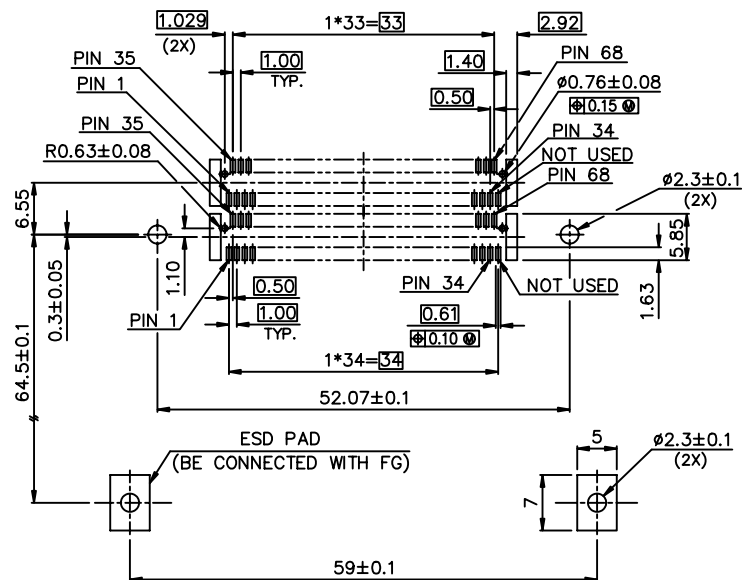 1.029
(2X)
1*33=33
2.92
PIN 35
1.00
TYP.
1.40
PIN 68
PIN 1
0.50
ø0.76±0.08
⌖ 0.15 Ⓜ
PIN 35
PIN 34
R0.63±0.08
NOT USED
PIN 68
ø2.3±0.1
(2X)
6.55
0.3±0.05
1.10
5.85
1.63
0.50
PIN 34
NOT USED
PIN 1
1.00
TYP.
0.61
⌖ 0.10 Ⓜ
1*34=34
64.5±0.1
52.07±0.1
ESD PAD
(BE CONNECTED WITH FG)
5
ø2.3±0.1
(2X)
7
59±0.1